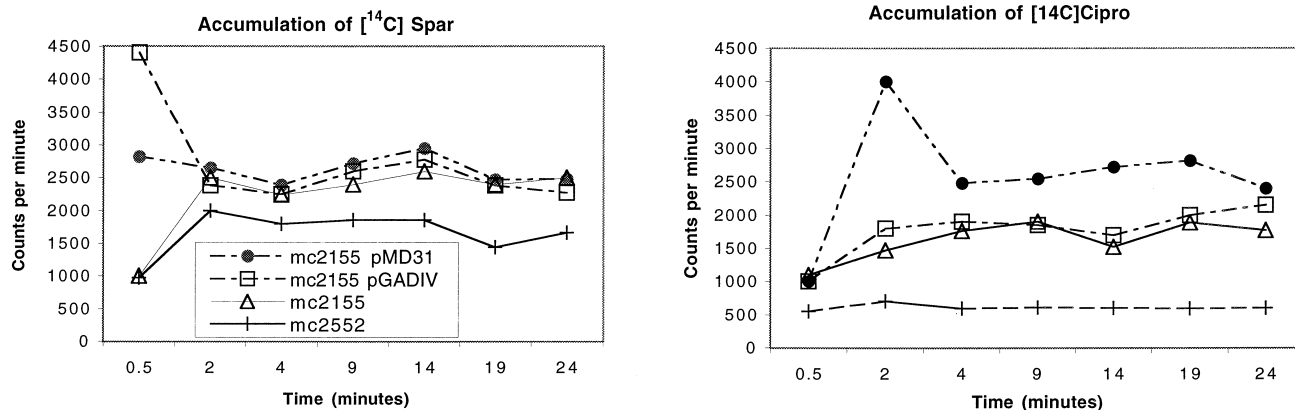 Accumulation of [14C] Spar
Counts per minute
4500
4000
3500
3000
2500
2000
1500
1000
500
0
mc2155 pMD31
mc2155 pGADIV
mc2155
mc2552
0.5 2 4 9 14 19 24
Time (minutes)
Accumulation of [14C]Cipro
Counts per minute
4500
4000
3500
3000
2500
2000
1500
1000
500
0
0.5 2 4 9 14 19 24
Time (minutes)